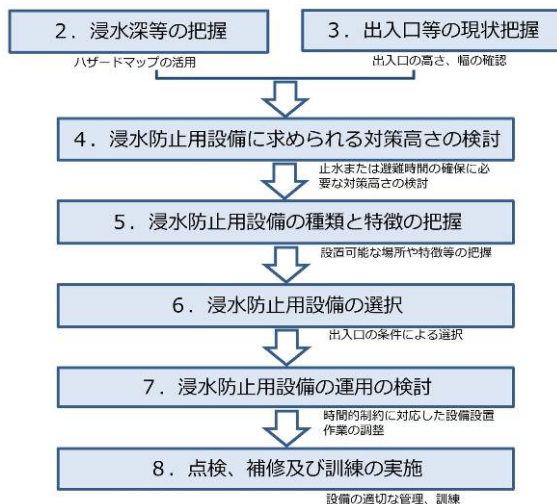 2．浸水深等の把握
ハザードマップの活用
3．出入口等の現状把握
出入口の高さ、幅の確認
4．浸水防止用設備に求められる対策高さの検討
止水または避難時間の確保に必
要な対策高さの検討
5．浸水防止用設備の種類と特徴の把握
設置可能な場所や特徴等の把握
6．浸水防止用設備の選択
出入口の条件による選択
7．浸水防止用設備の運用の検討
時間的制約に対応した設備設置
作業の調整
8．点検、補修及び訓練の実施
設備の適切な管理、訓練